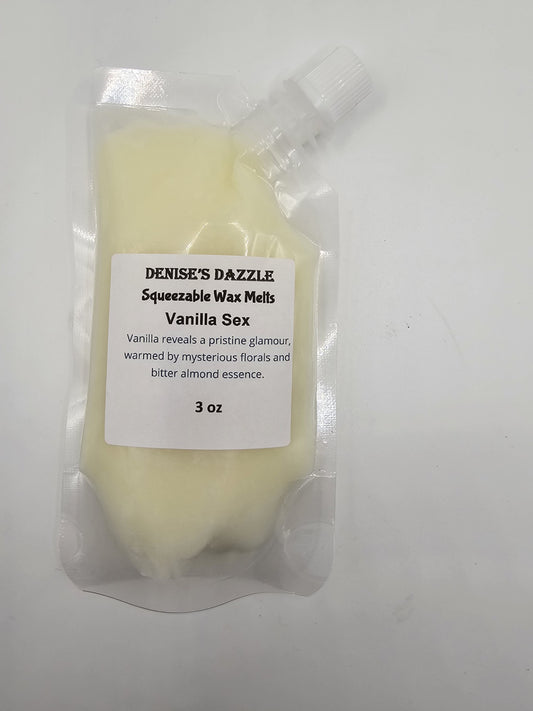 DENISE'S DAZZLE
Squeezable Wax Melts
Vanilla Sex
Vanilla reveals a pristine glamour,
warmed by mysterious florals and
bitter almond essence.
3 oz